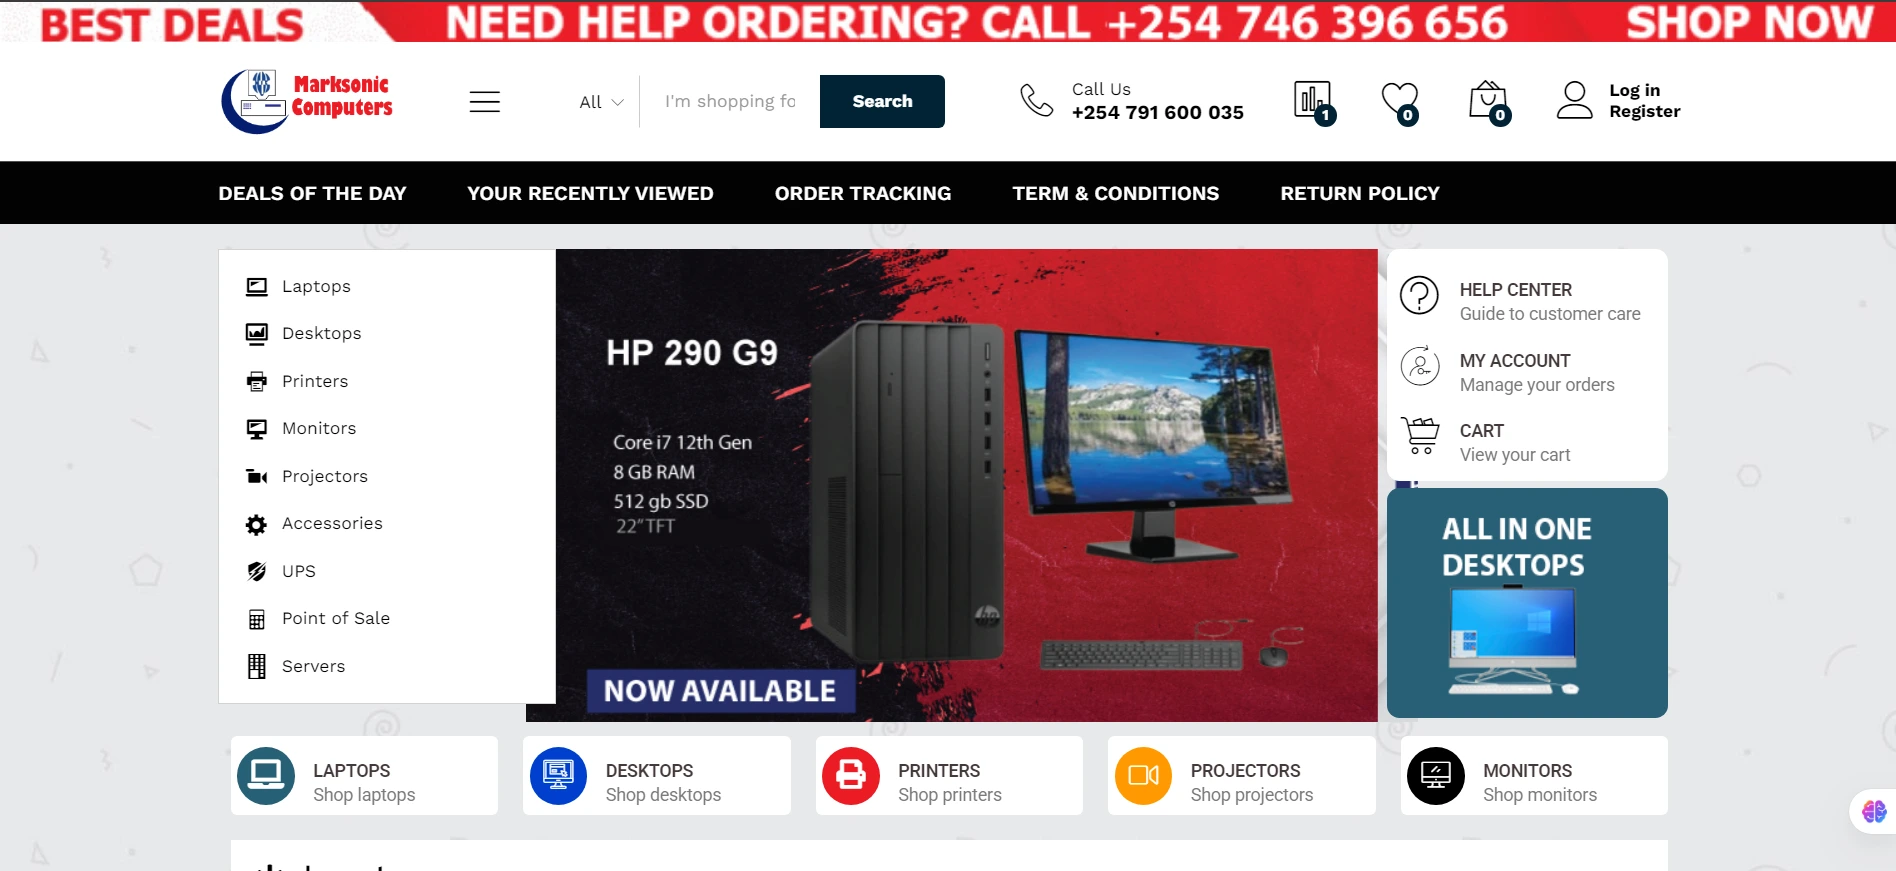 BEST DEALS
NEED HELP ORDERING? CALL +254 746 396 656
SHOP NOW
Marksonic
Computers
All
I'm shopping fo
Search
Call Us
+254 791 600 035
1
0
0
Log in
Register
DEALS OF THE DAY
YOUR RECENTLY VIEWED
ORDER TRACKING
TERM & CONDITIONS
RETURN POLICY
Laptops
Desktops
Printers
Monitors
Projectors
Accessories
UPS
Point of Sale
Servers
HP 290 G9
Core i7 12th Gen
8 GB RAM
512 gb SSD
22" TFT
hp
NOW AVAILABLE
HELP CENTER
Guide to customer care
MY ACCOUNT
Manage your orders
CART
View your cart
ALL IN ONE
DESKTOPS
LAPTOPS
Shop laptops
DESKTOPS
Shop desktops
PRINTERS
Shop printers
PROJECTORS
Shop projectors
MONITORS
Shop monitors